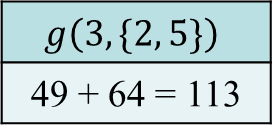 g(3, {2, 5})
49 + 64 = 113